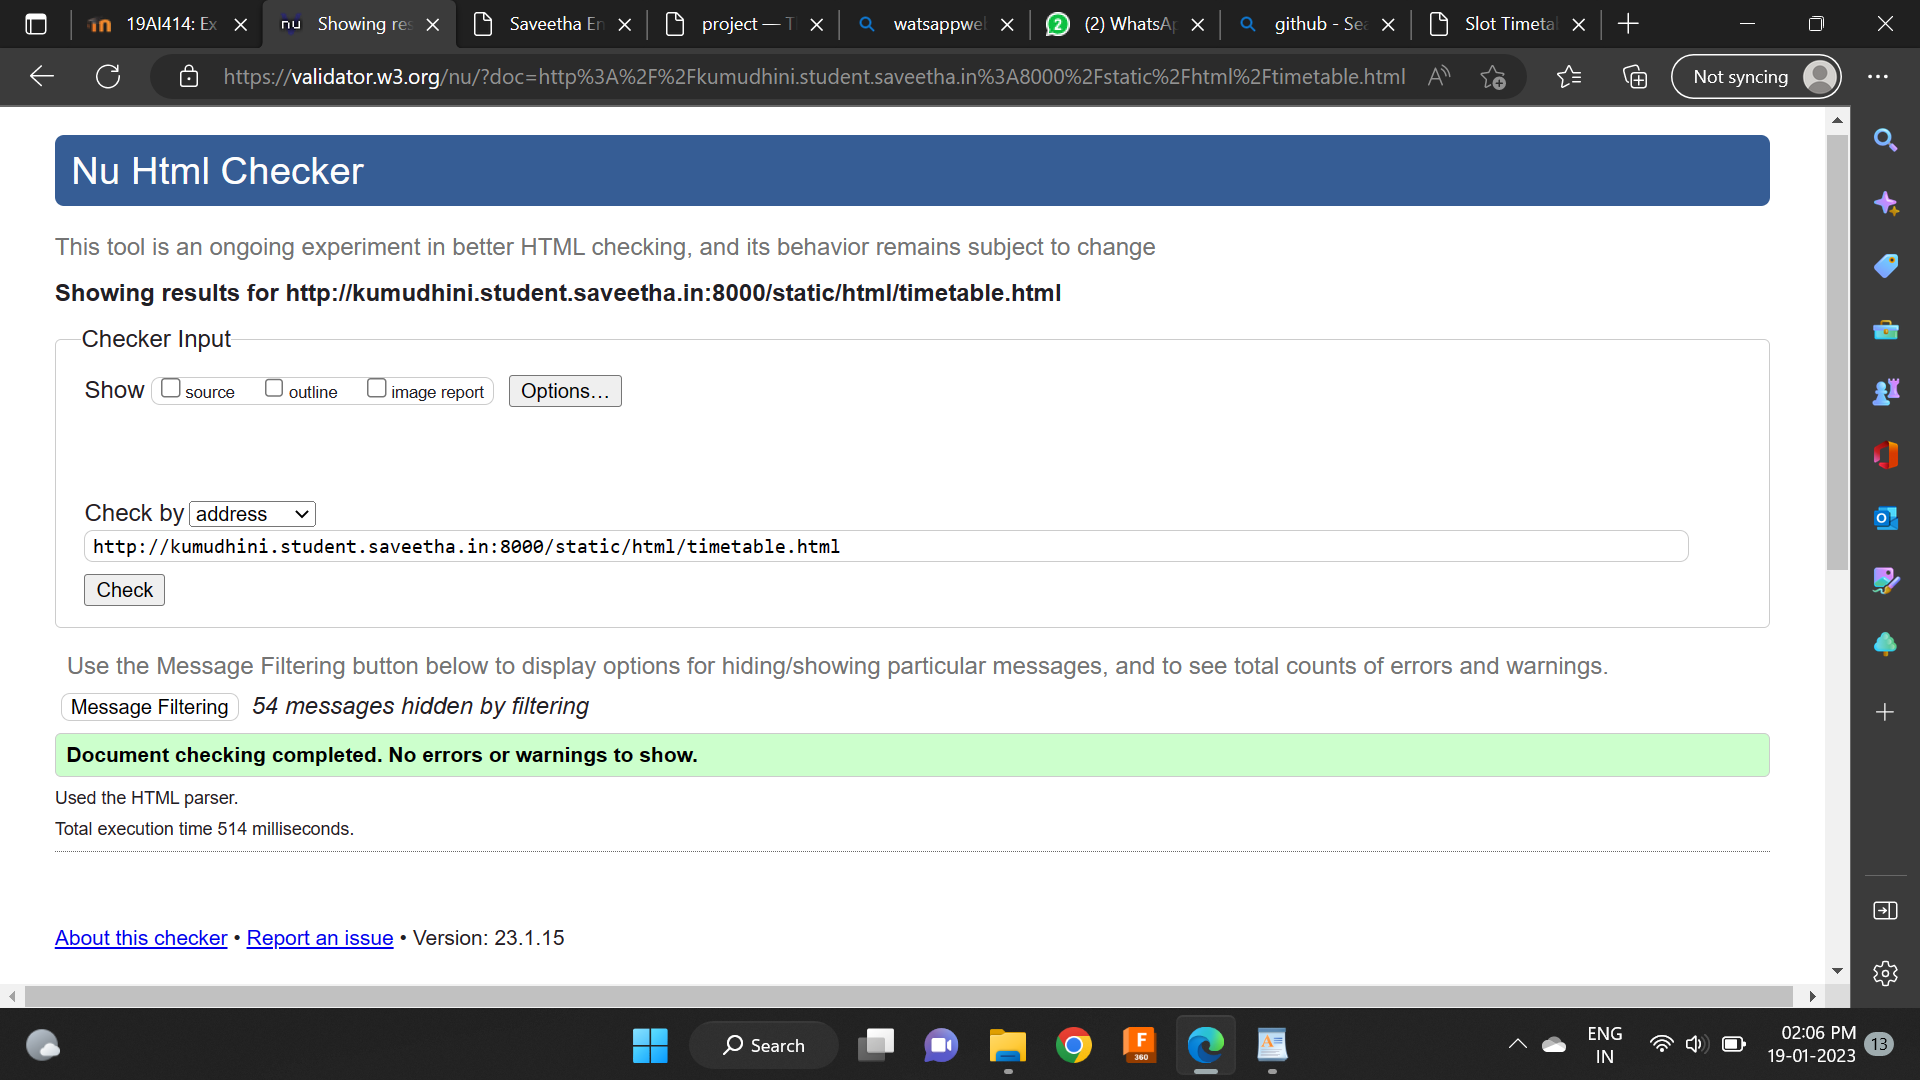 19AI414: Ex
Showing res
Saveetha En
project — T
watsappwe
(2) WhatsAp
github - Sea
Slot Timetab
https://validator.w3.org/nu/?doc=http%3A%2F%2Fkumudhini.student.saveetha.in%3A8000%2Fstatic%2Fhtml%2Ftimetable.html
Not syncing
Nu Html Checker
This tool is an ongoing experiment in better HTML checking, and its behavior remains subject to change
Showing results for http://kumudhini.student.saveetha.in:8000/static/html/timetable.html
Checker Input
Show source outline image report Options...
Check by address
http://kumudhini.student.saveetha.in:8000/static/html/timetable.html
Check
Use the Message Filtering button below to display options for hiding/showing particular messages, and to see total counts of errors and warnings.
Message Filtering 54 messages hidden by filtering
Document checking completed. No errors or warnings to show.
Used the HTML parser.
Total execution time 514 milliseconds.
About this checker • Report an issue • Version: 23.1.15
Search
ENG
IN
02:06 PM
19-01-2023
13